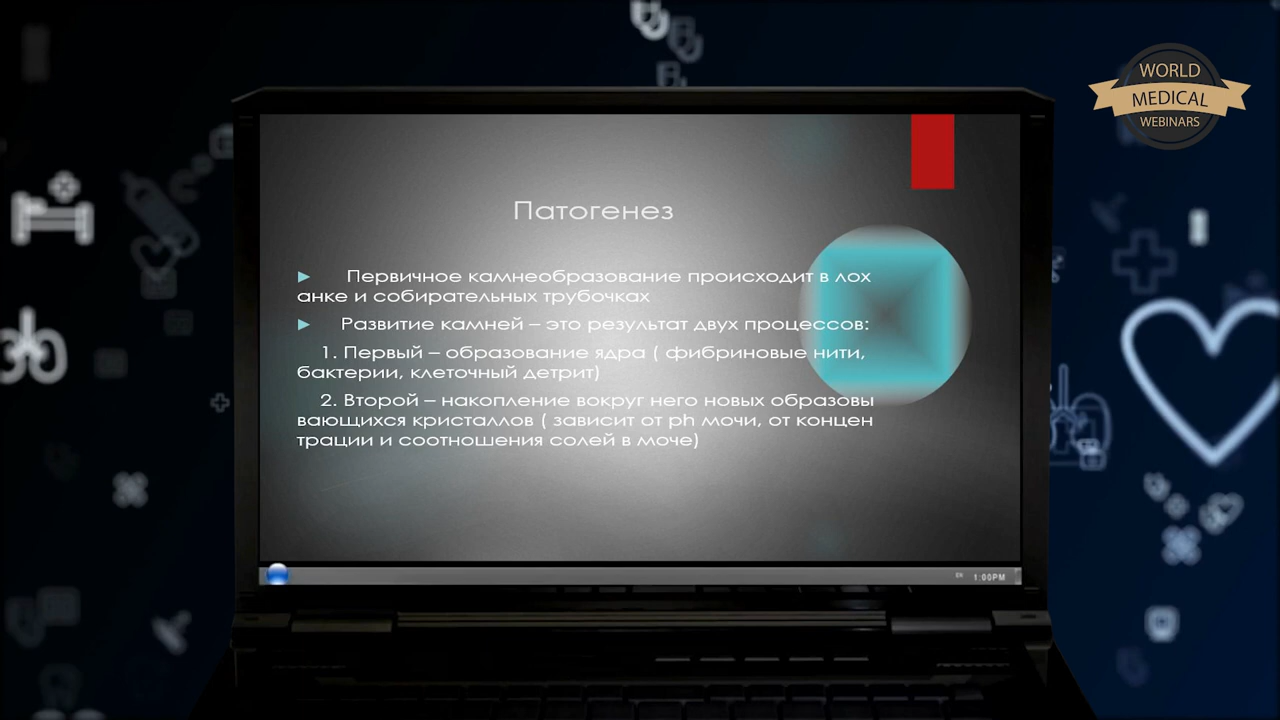 WORLD
MEDICAL
WEBINARS
Патогенез
► Первичное камнеобразование происходит в лох
анке и собирательных трубочках
► Развитие камней – это результат двух процессов:
1. Первый – образование ядра ( фибриновые нити,
бактерии, клеточный детрит)
2. Второй – накопление вокруг него новых образовы
вающихся кристаллов ( зависит от ph мочи, от концен
трации и соотношения солей в моче)
EN 1:00PM